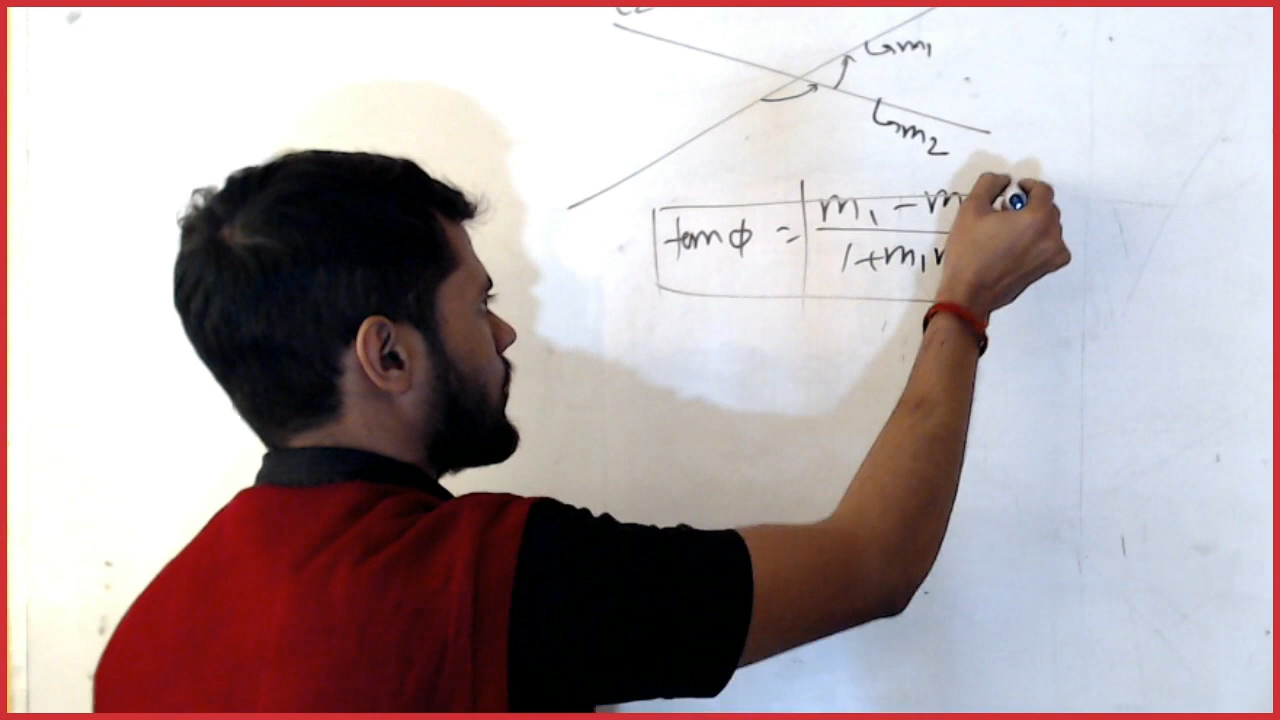 m₁
m₂
tan φ = | m₁ - m
1+m₁